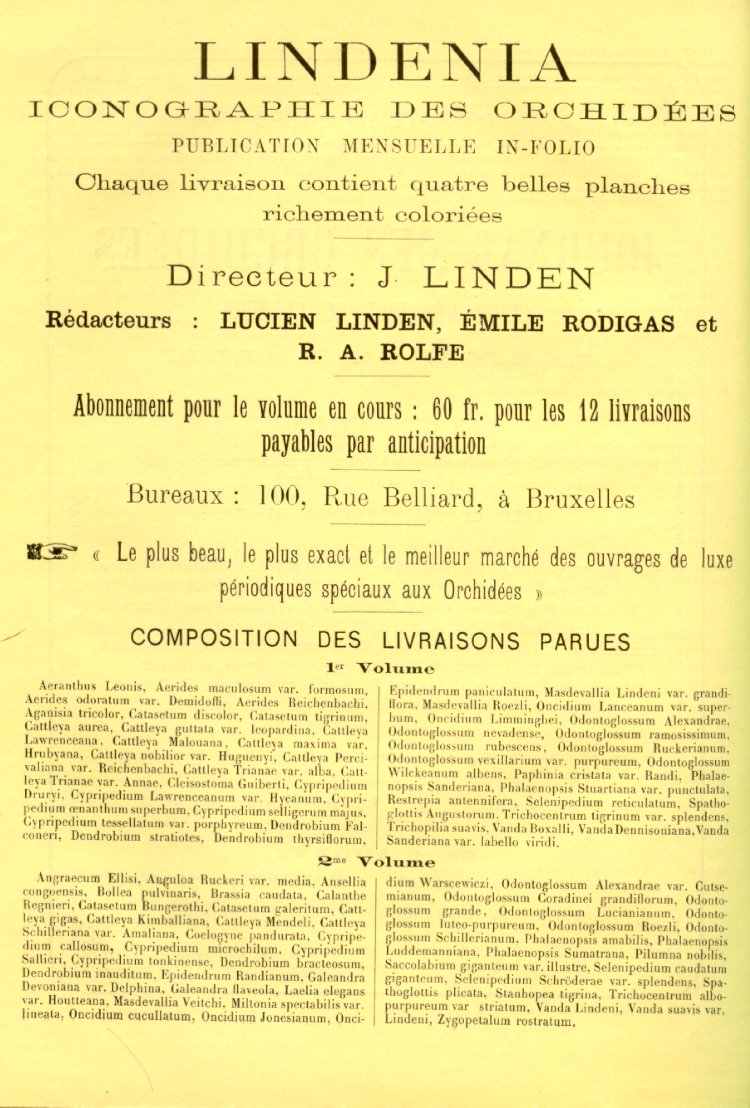 LINDENIA
ICONOGRAPHIE DES ORCHIDÉES
PUBLICATION MENSUELLE IN-FOLIO
Chaque livraison contient quatre belles planches
richement coloriées
Directeur : J. LINDEN
Rédacteurs : LUCIEN LINDEN, ÉMILE RODIGAS et
R. A. ROLFE
Abonnement pour le volume en cours : 60 fr. pour les 12 livraisons
payables par anticipation
Bureaux : 100, Rue Belliard, à Bruxelles
☞ « Le plus beau, le plus exact et le meilleur marché des ouvrages de luxe
périodiques spéciaux aux Orchidées »
COMPOSITION DES LIVRAISONS PARUES
1er Volume
Aeranthus Leonis, Aerides maculosum var. formosum,
Aerides odoratum var. Demidoffi, Aerides Reichenbachi,
Aganisia tricolor, Catasetum discolor, Catasetum tigrinum,
Cattleya aurea, Cattleya guttata var. leopardina, Cattleya
Lawrenceana, Cattleya Malouana, Cattleya maxima var.
Hrubyana, Cattleya nobilior var. Huguenyi, Cattleya Perci-
valiana var. Reichenbachi, Cattleya Trianae var. alba, Catt-
leya Trianae var. Annae, Cleisostoma Guiberti, Cypripedium
Druryi, Cypripedium Lawrenceanum var. Hyeanum, Cypri-
pedium œnanthum superbum, Cypripedium selligerum majus,
Cypripedium tessellatum var. porphyreum, Dendrobium Fal-
coneri, Dendrobium stratiotes, Dendrobium thyrsiflorum,
Epidendrum paniculatum, Masdevallia Lindeni var. grandi-
flora, Masdevallia Roezli, Oncidium Lanceanum var. super-
bum, Oncidium Limminghei, Odontoglossum Alexandrae,
Odontoglossum nevadense, Odontoglossum ramosissimum,
Odontoglossum rubescens, Odontoglossum Ruckerianum,
Odontoglossum vexillarium var. purpureum, Odontoglossum
Wilckeanum albens, Paphinia cristata var. Randi, Phalae-
nopsis Sanderiana, Phalaenopsis Stuartiana var. punctulata,
Restrepia antennifera, Selenipedium reticulatum, Spatho-
glottis Augustorum, Trichocentrum tigrinum var. splendens,
Trichopilia suavis, Vanda Boxalli, Vanda Dennisoniana, Vanda
Sanderiana var. labello viridi.
2me Volume
Angraecum Ellisi, Anguloa Ruckeri var. media, Ansellia
congoensis, Bollea pulvinaris, Brassia caudata, Calanthe
Regnieri, Catasetum Bungerothi, Catasetum galeritum, Catt-
leya gigas, Cattleya Kimballiana, Cattleya Mendeli, Cattleya
Schilleriana var. Amaliana, Coelogyne pandurata, Cypripe-
dium callosum, Cypripedium microchilum, Cypripedium
Sallieri, Cypripedium tonkinense, Dendrobium bracteosum,
Dendrobium inauditum, Epidendrum Randianum, Galeandra
Devoniana var. Delphina, Galeandra flaveola, Laelia elegans
var. Houtteana, Masdevallia Veitchi, Miltonia spectabilis var.
lineata, Oncidium cucullatum, Oncidium Jonesianum, Onci-
dium Warscewiczi, Odontoglossum Alexandrae var. Cutse-
mianum, Odontoglossum Coradinei grandiflorum, Odonto-
glossum grande, Odontoglossum Lucianianum, Odonto-
glossum luteo-purpureum, Odontoglossum Roezli, Odonto-
glossum Schillerianum, Phalaenopsis amabilis, Phalaenopsis
Luddemanniana, Phalaenopsis Sumatrana, Pilumna nobilis,
Saccolabium giganteum var. illustre, Selenipedium caudatum
giganteum, Selenipedium Schröderae var. splendens, Spa-
thoglottis plicata, Stanhopea tigrina, Trichocentrum albo-
purpureum var striatum, Vanda Lindeni, Vanda suavis var.
Lindeni, Zygopetalum rostratum,